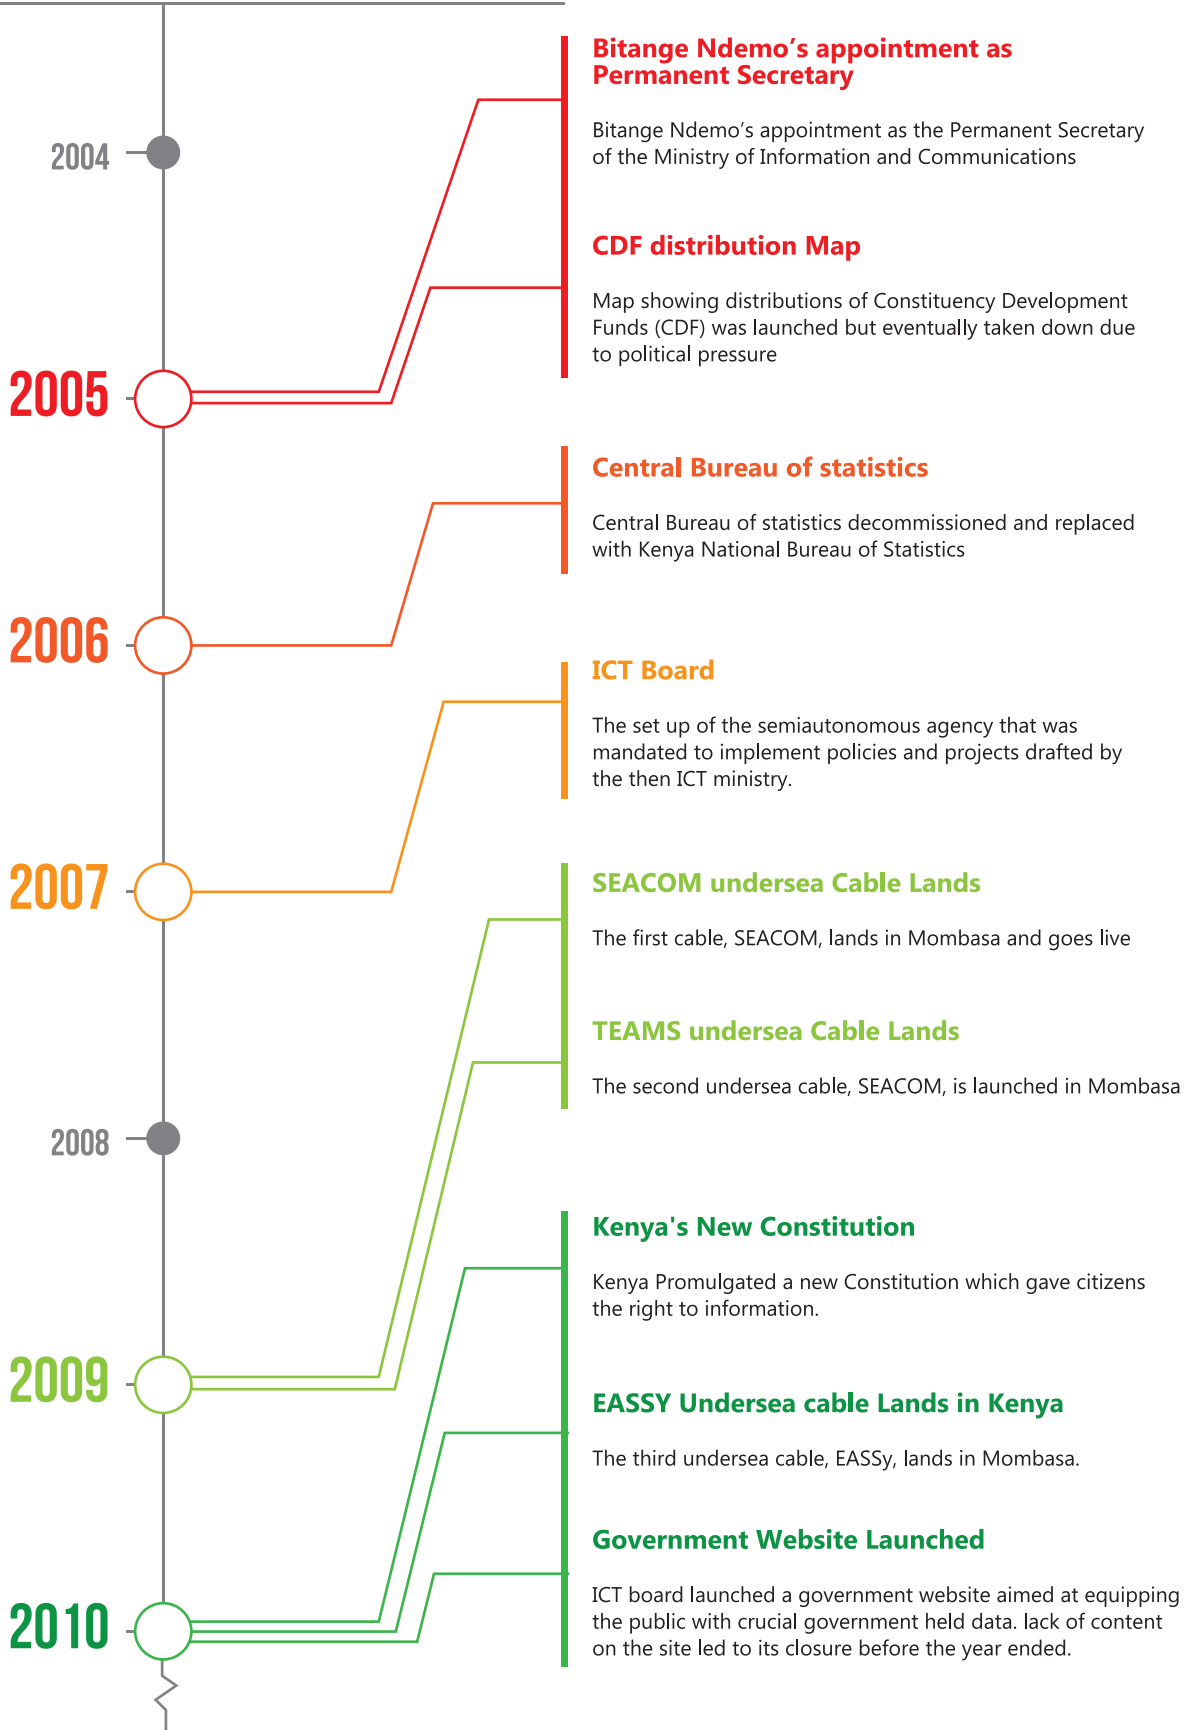 Bitange Ndemo’s appointment as
Permanent Secretary
Bitange Ndemo’s appointment as the Permanent Secretary
of the Ministry of Information and Communications
2004
CDF distribution Map
Map showing distributions of Constituency Development
Funds (CDF) was launched but eventually taken down due
to political pressure
2005
Central Bureau of statistics
Central Bureau of statistics decommissioned and replaced
with Kenya National Bureau of Statistics
2006
ICT Board
The set up of the semiautonomous agency that was
mandated to implement policies and projects drafted by
the then ICT ministry.
2007
SEACOM undersea Cable Lands
The first cable, SEACOM, lands in Mombasa and goes live
TEAMS undersea Cable Lands
The second undersea cable, SEACOM, is launched in Mombasa
2008
Kenya's New Constitution
Kenya Promulgated a new Constitution which gave citizens
the right to information.
2009
EASSY Undersea cable Lands in Kenya
The third undersea cable, EASSy, lands in Mombasa.
Government Website Launched
ICT board launched a government website aimed at equipping
the public with crucial government held data. lack of content
on the site led to its closure before the year ended.
2010